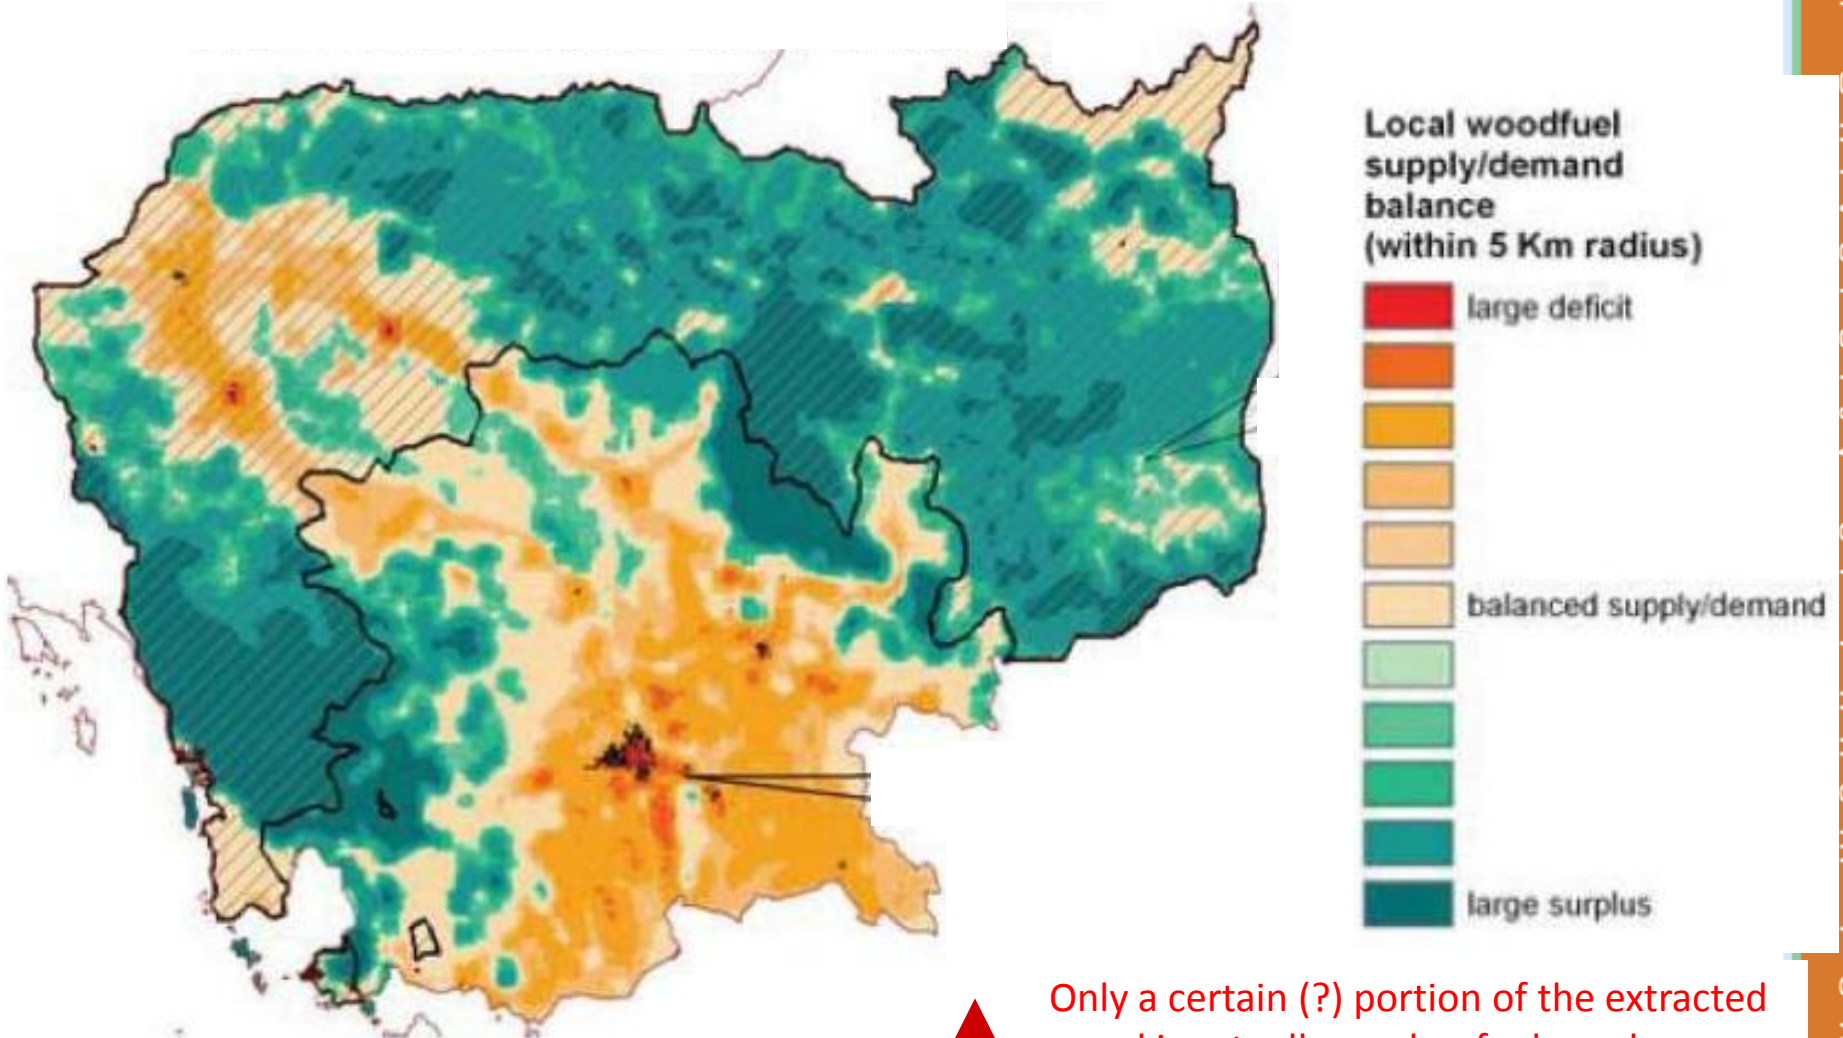 Local woodfuel
supply/demand
balance
(within 5 Km radius)
large deficit
balanced supply/demand
large surplus
Only a certain (?) portion of the extracted